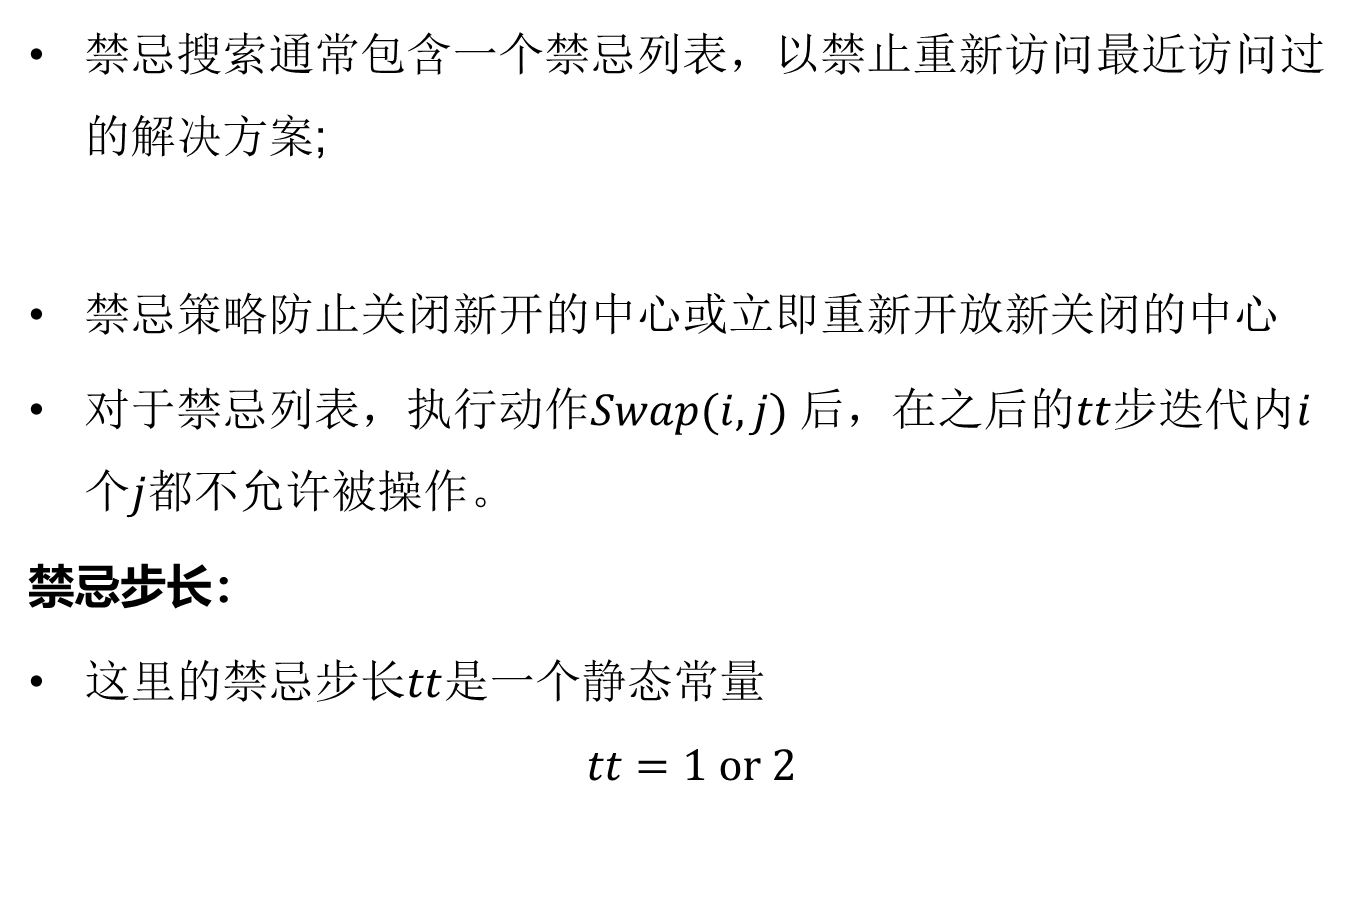 • 禁忌搜索通常包含一个禁忌列表，以禁止重新访问最近访问过
的解决方案;
• 禁忌策略防止关闭新开的中心或立即重新开放新关闭的中心
• 对于禁忌列表，执行动作Swap(i,j) 后，在之后的tt步迭代内i
个j都不允许被操作。
禁忌步长：
• 这里的禁忌步长tt是一个静态常量
tt = 1 or 2